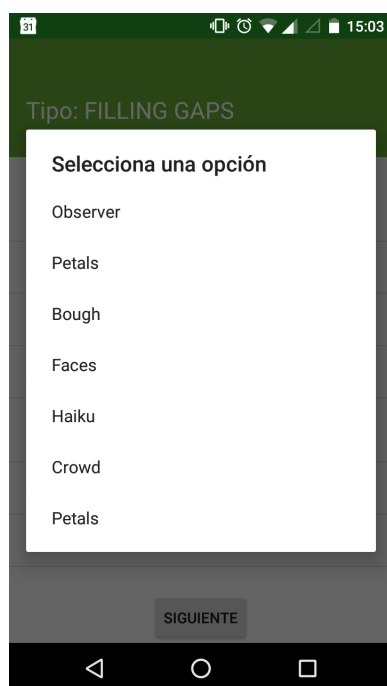 31
15:03
Tipo: FILLING GAPS
Selecciona una opción
Observer
Petals
Bough
Faces
Haiku
Crowd
Petals
SIGUIENTE